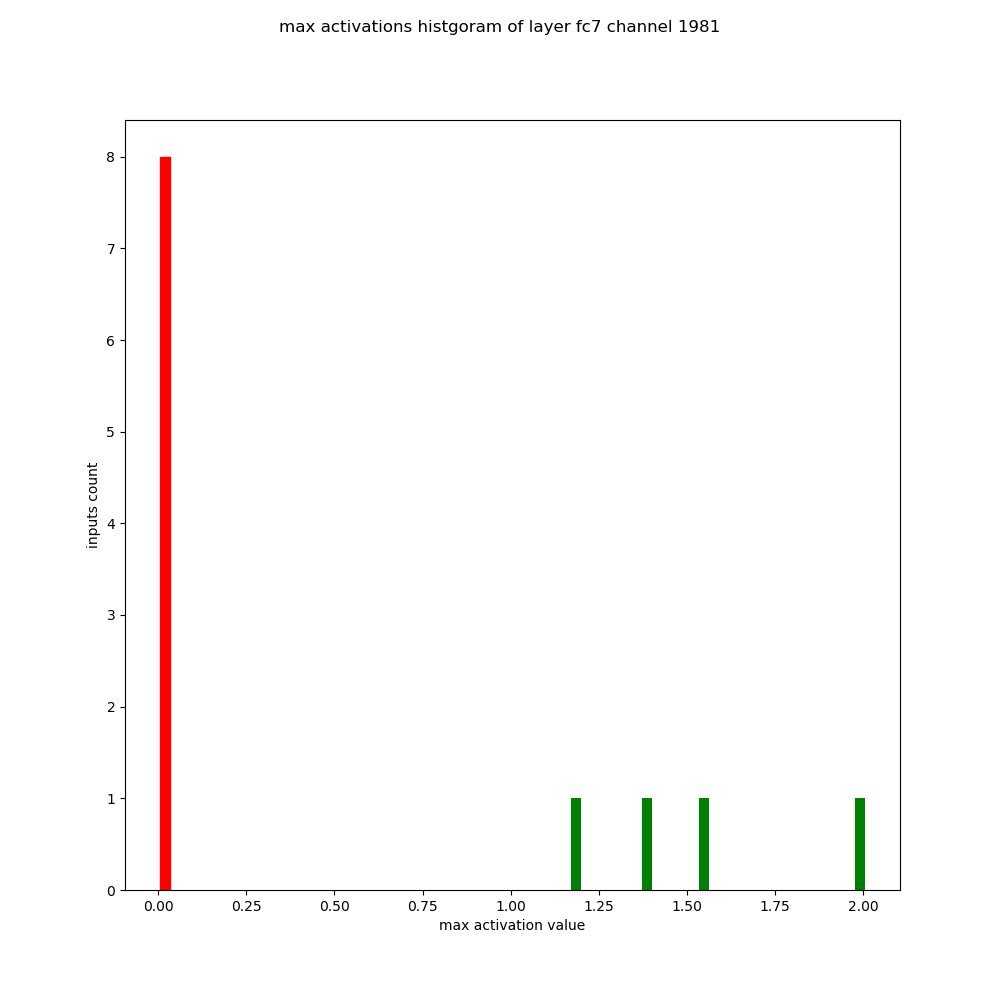 max activations histgoram of layer fc7 channel 1981
8
7
6
5
4
3
2
1
0
inputs count
0.00 0.25 0.50 0.75 1.00 1.25 1.50 1.75 2.00
max activation value